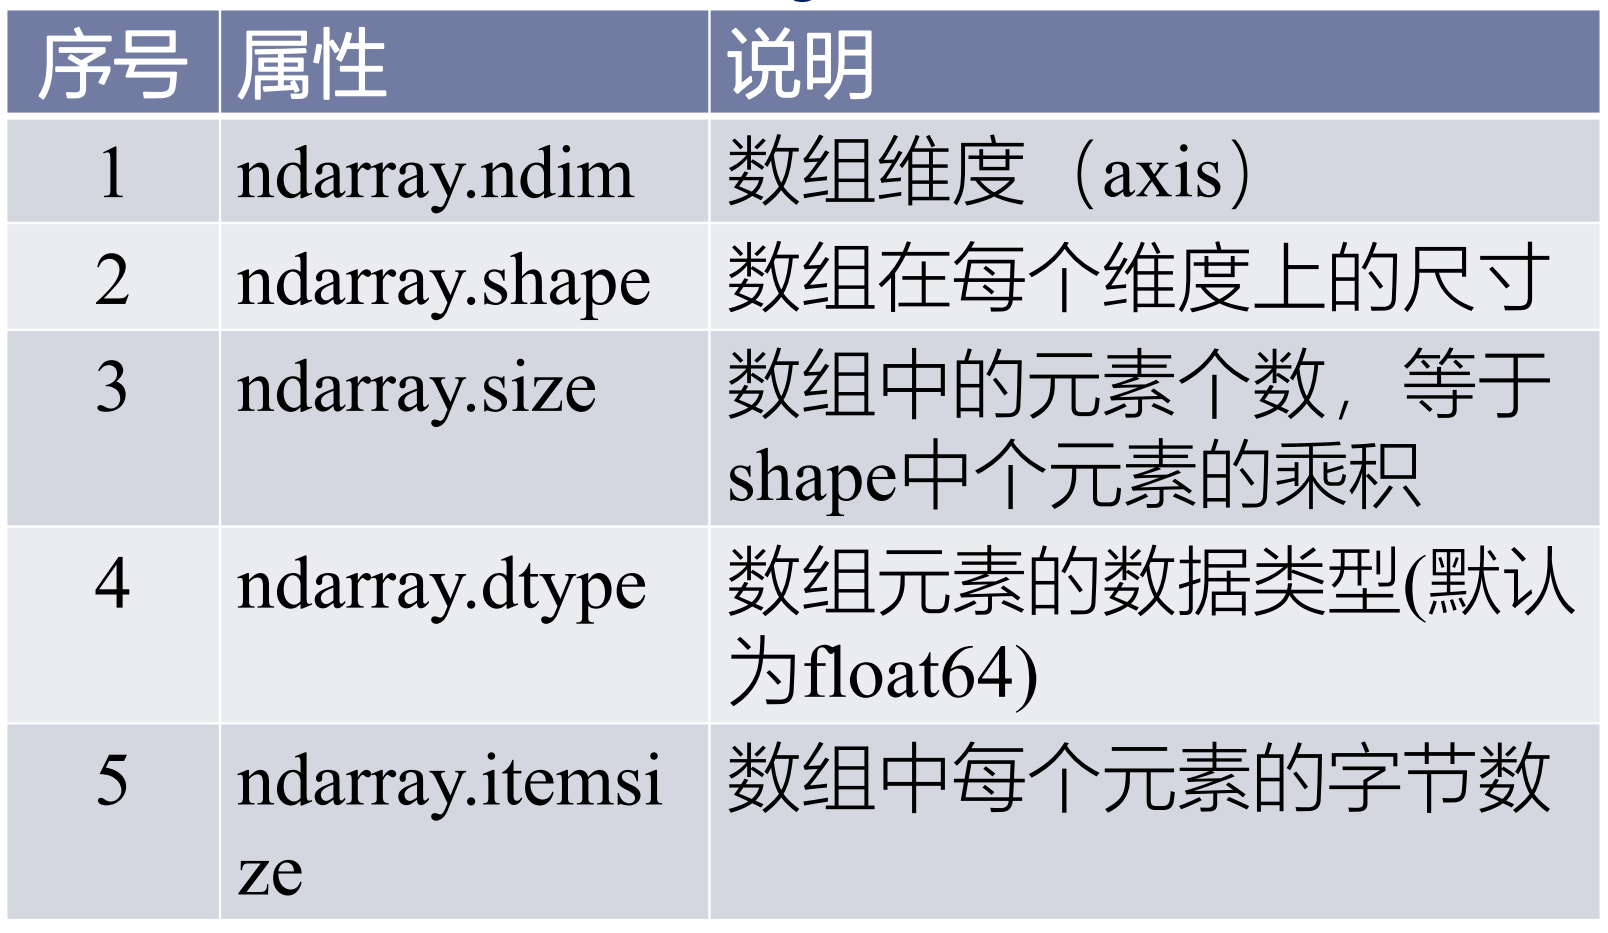 序号 属性 说明
1 ndarray.ndim 数组维度（axis）
2 ndarray.shape 数组在每个维度上的尺寸
3 ndarray.size 数组中的元素个数，等于
shape中个元素的乘积
4 ndarray.dtype 数组元素的数据类型(默认
为float64)
5 ndarray.itemsi 数组中每个元素的字节数
ze